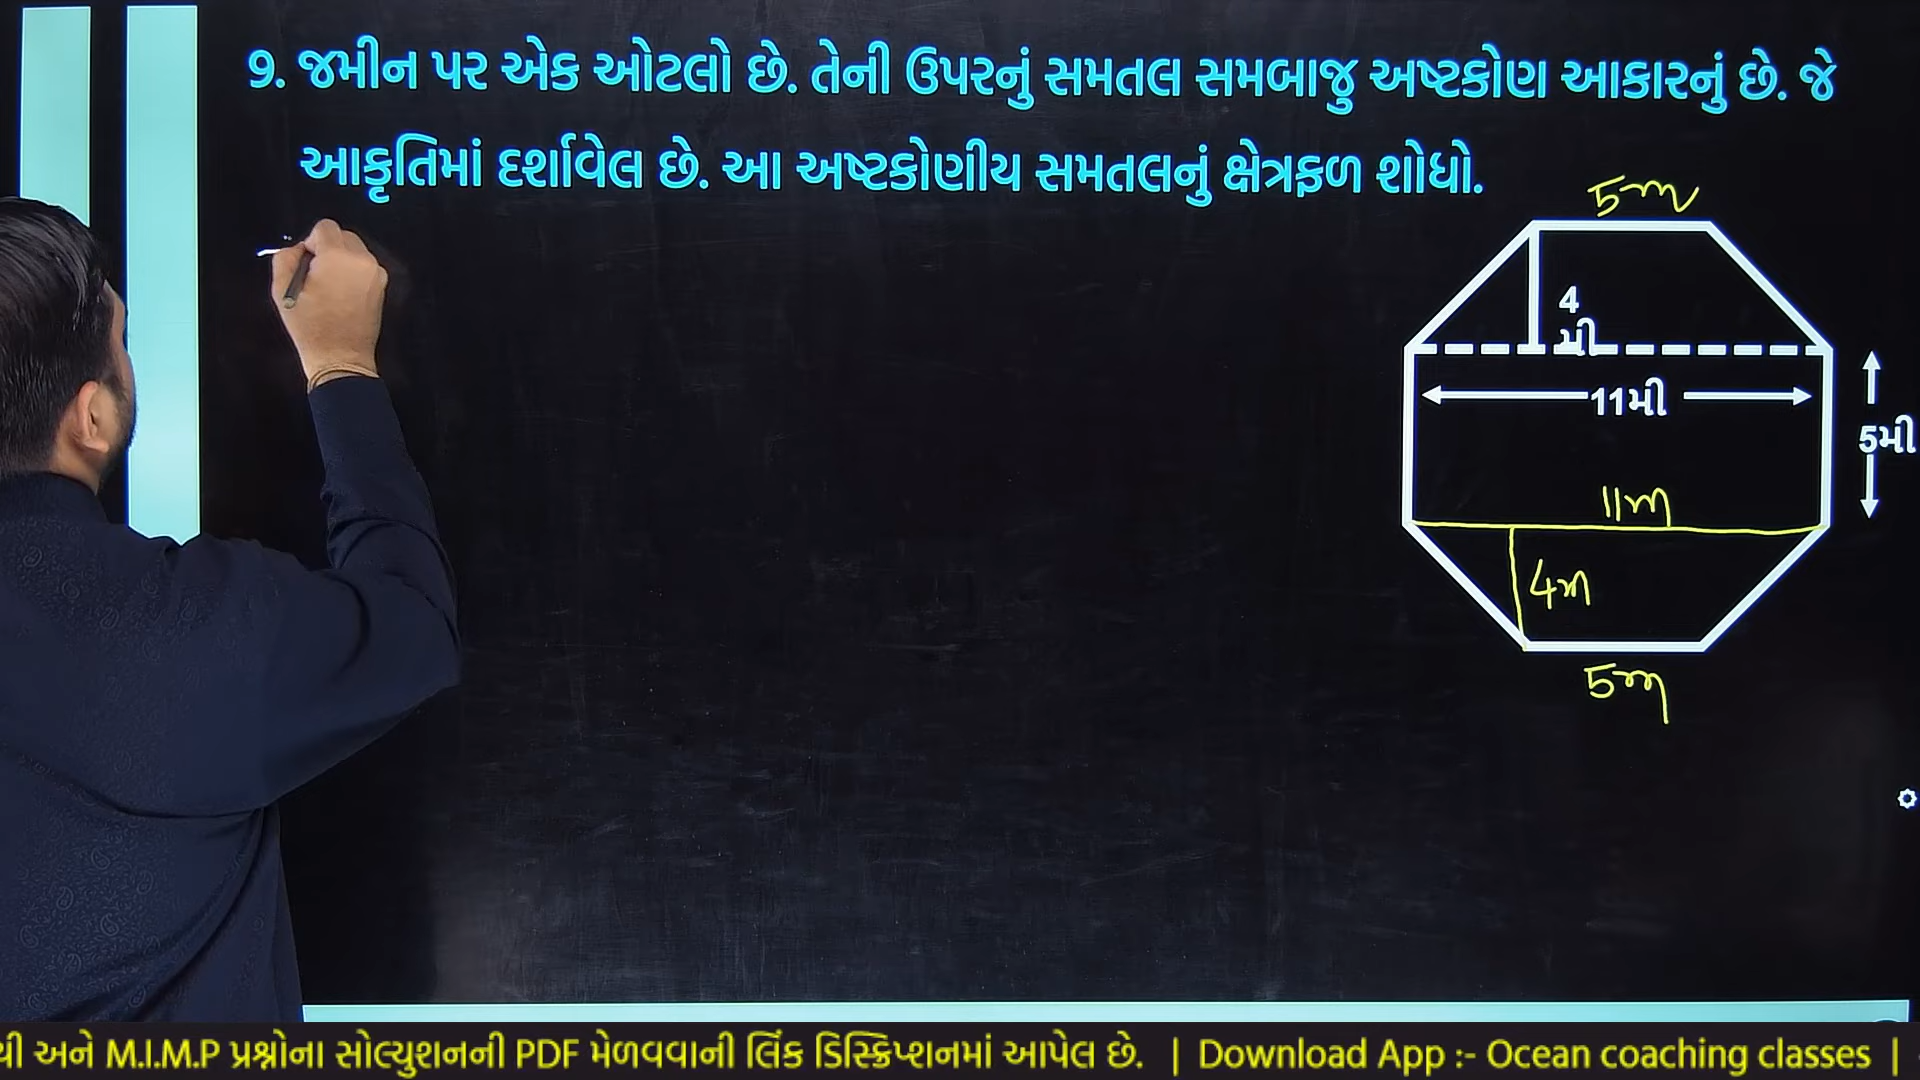 9. જમીન પર એક ઓટલો છે. તેની ઉપરનું સમતલ સમબાજુ અષ્ટકોણ આકારનું છે. જે
આકૃતિમાં દર્શાવેલ છે. આ અષ્ટકોણીય સમતલનું ક્ષેત્રફળ શોધો.
5m
4
મી
11મી
5મી
11m
4m
5m
થી અને M.I.M.P પ્રશ્નોના સોલ્યુશનની PDF મેળવવાની લિંક ડિસ્ક્રિપ્શનમાં આપેલ છે. | Download App :- Ocean coaching classes |